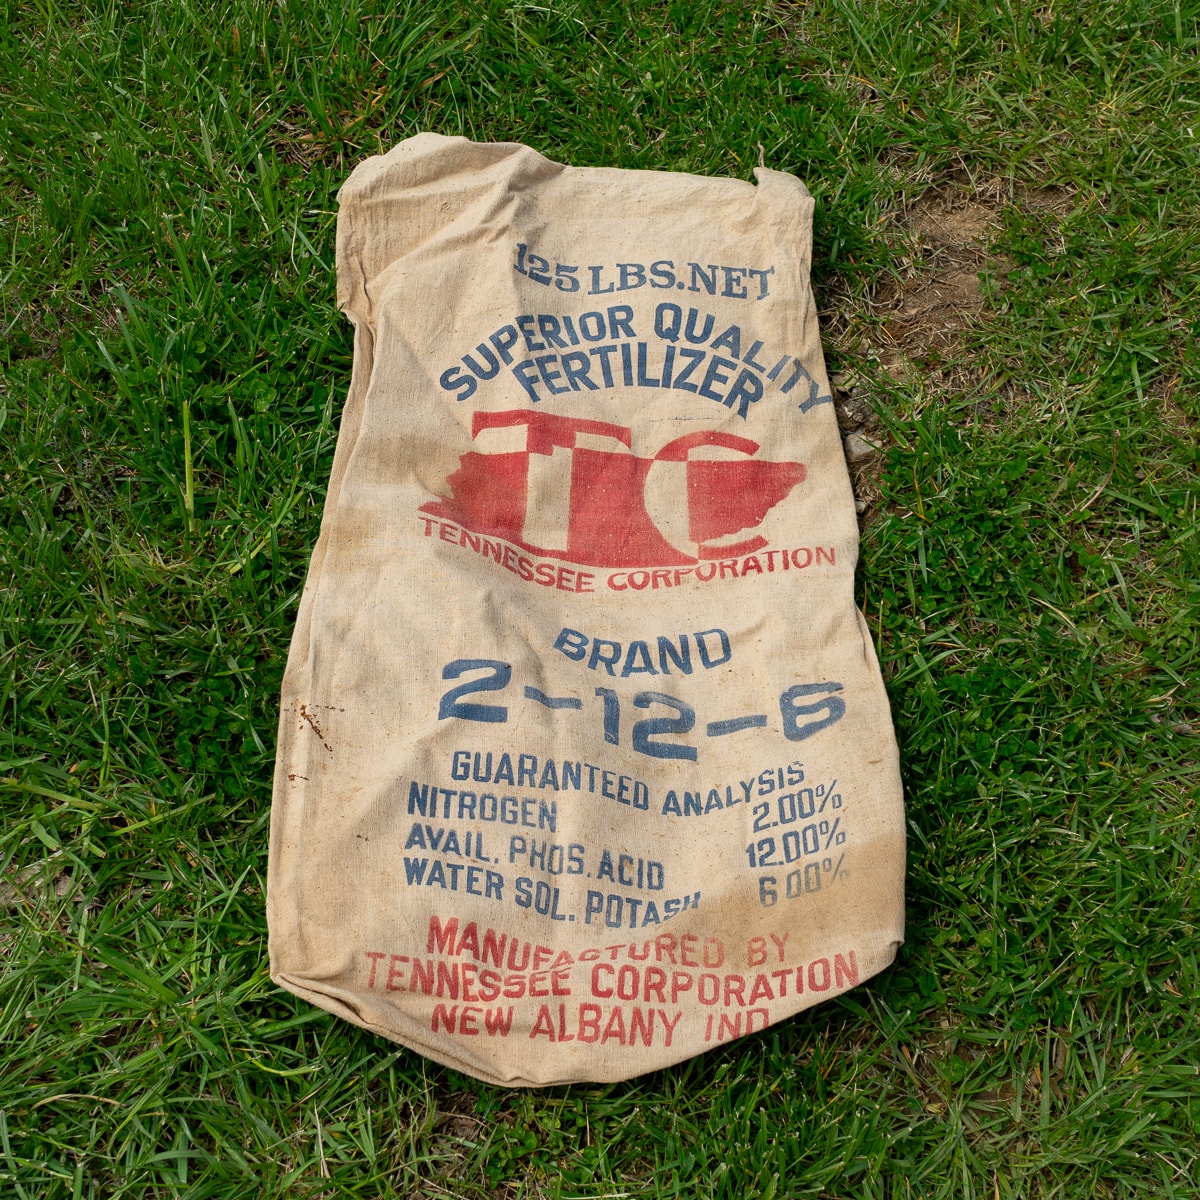 125 LBS. NET
SUPERIOR QUALITY
FERTILIZER
TC
TENNESSEE CORPORATION
BRAND
2-12-6
GUARANTEED ANALYSIS
NITROGEN 2.00%
AVAIL. PHOS. ACID 12.00%
WATER SOL. POTASH 6.00%
MANUFACTURED BY
TENNESSEE CORPORATION
NEW ALBANY IND.